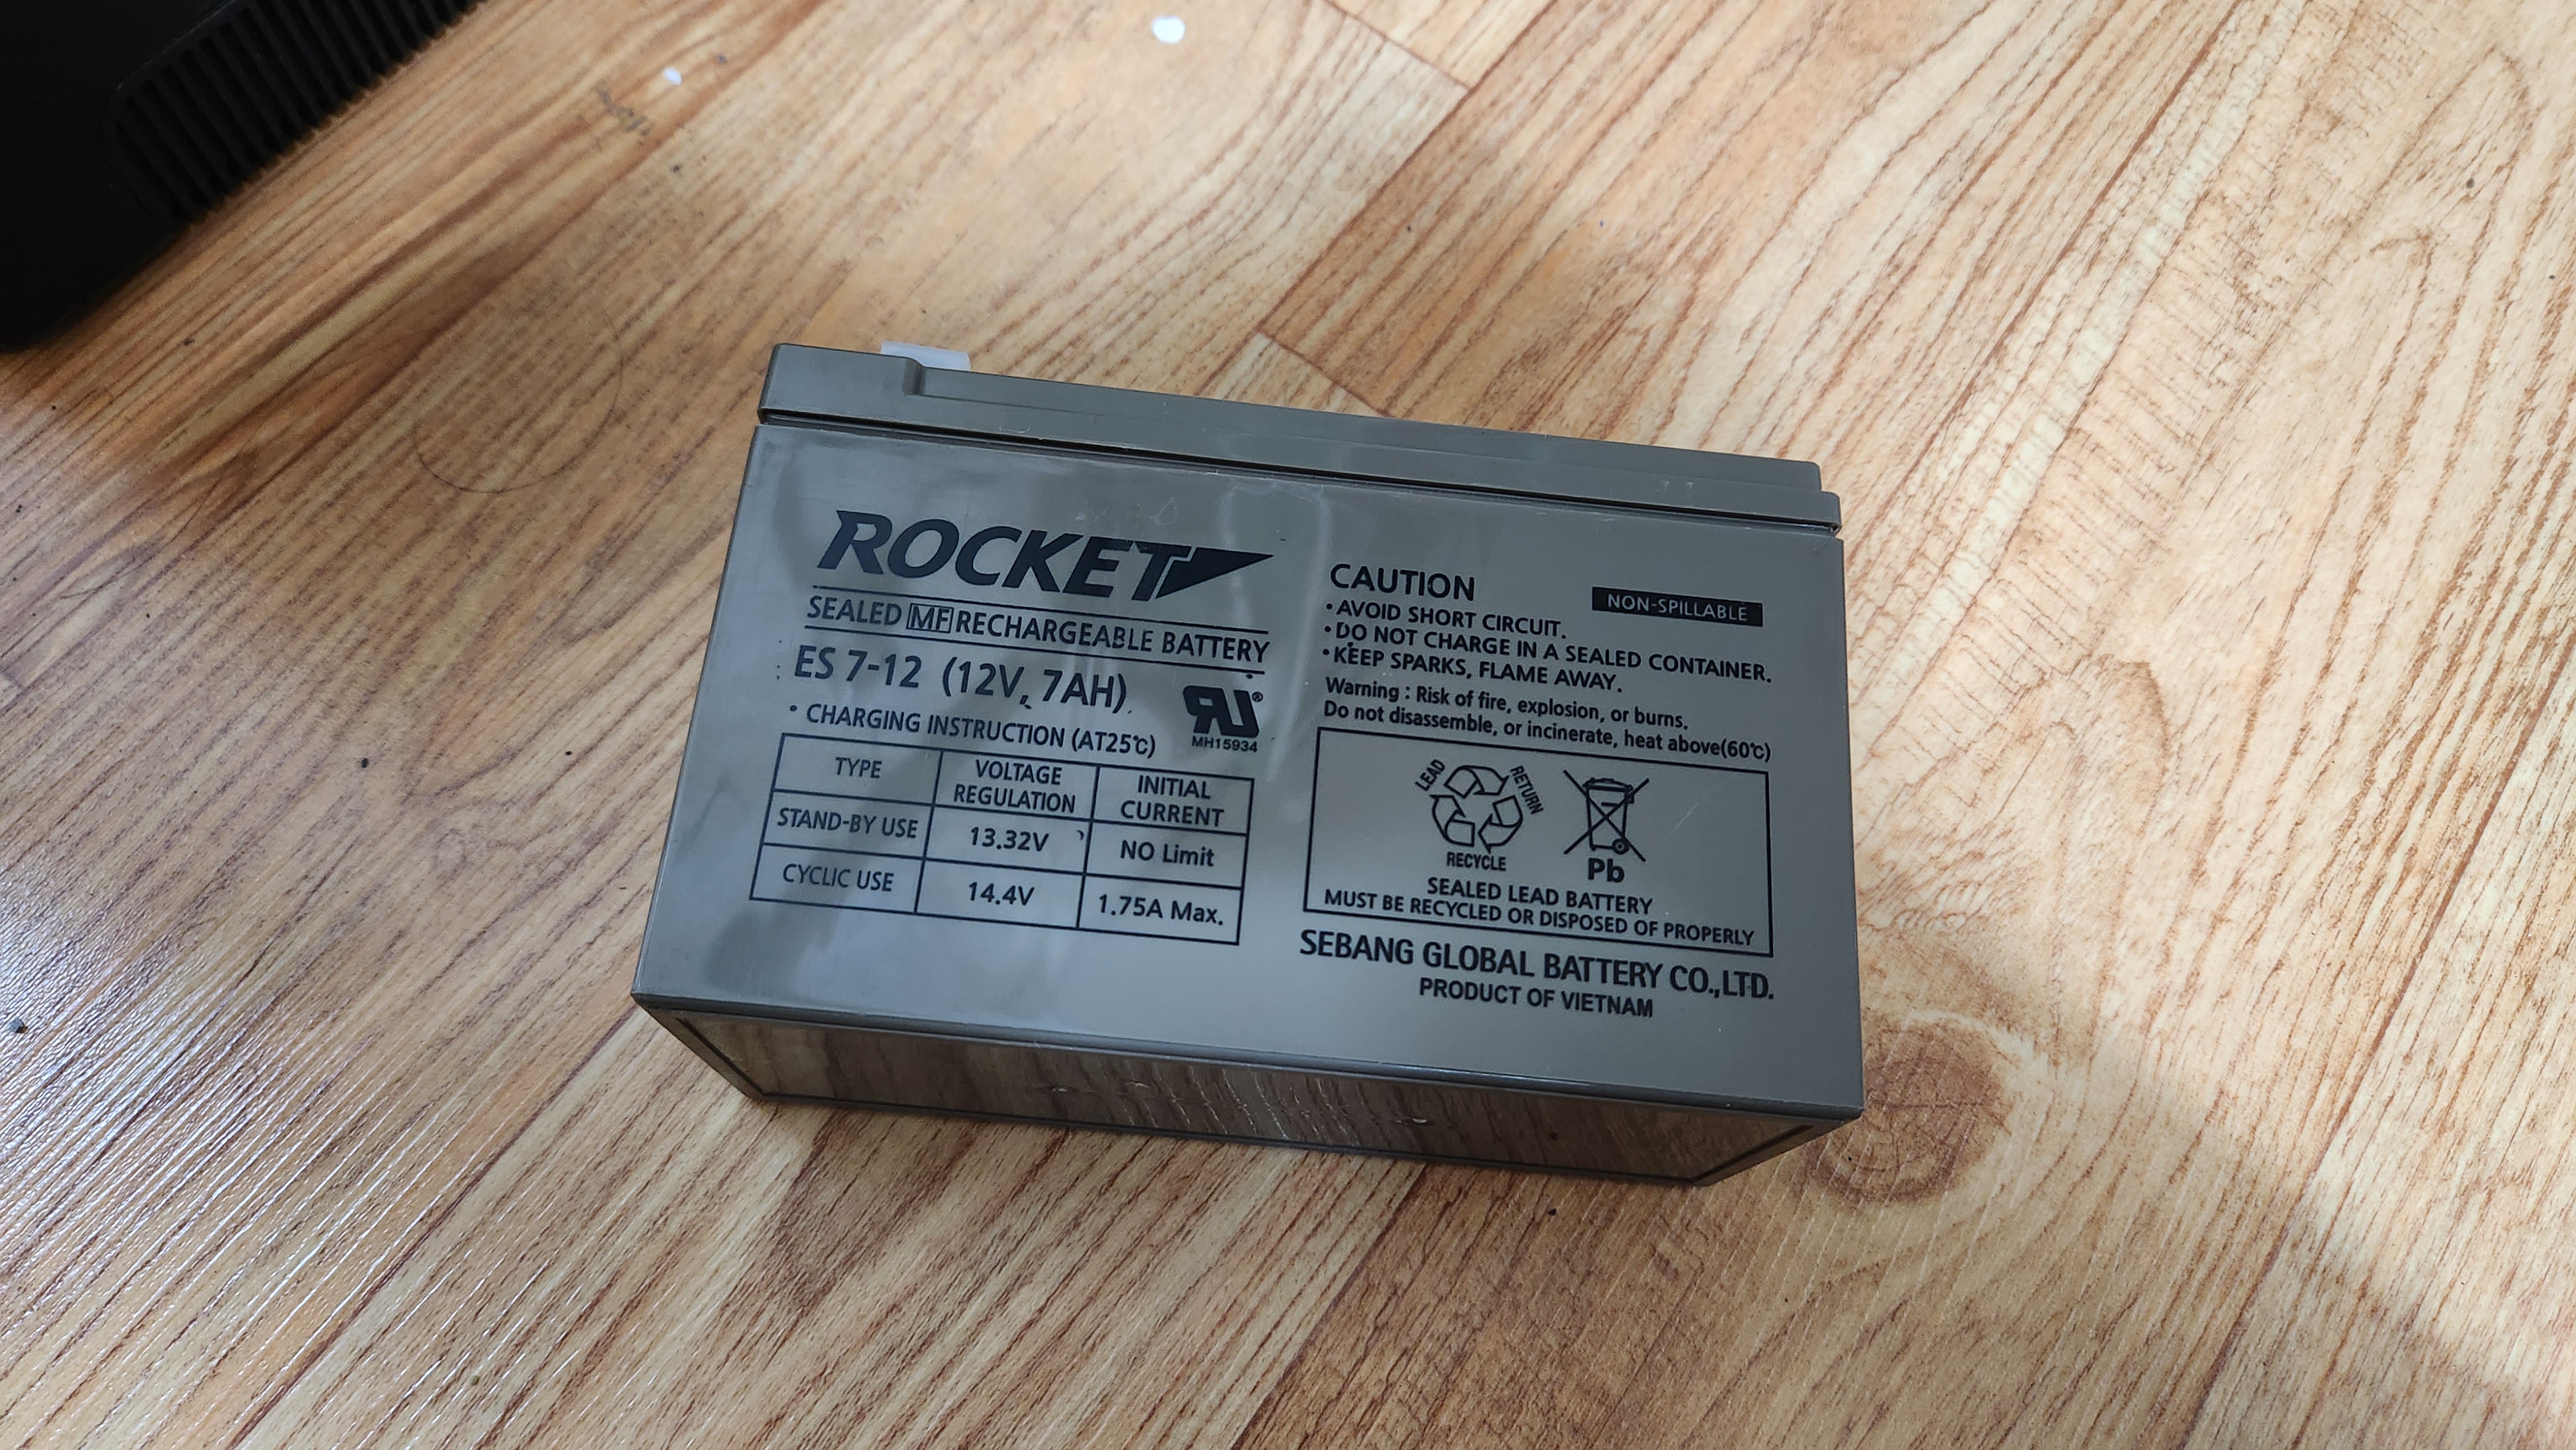 ROCKET
SEALED MF RECHARGEABLE BATTERY
ES 7-12 (12V, 7AH)
• CHARGING INSTRUCTION (AT25℃)
RU®
MH15934
TYPE VOLTAGE REGULATION INITIAL CURRENT
STAND-BY USE 13.32V NO Limit
CYCLIC USE 14.4V 1.75A Max.
CAUTION
NON-SPILLABLE
• AVOID SHORT CIRCUIT.
• DO NOT CHARGE IN A SEALED CONTAINER.
• KEEP SPARKS, FLAME AWAY.
Warning : Risk of fire, explosion, or burns.
Do not disassemble, or incinerate, heat above(60℃)
LEAD RETURN
RECYCLE
Pb
SEALED LEAD BATTERY
MUST BE RECYCLED OR DISPOSED OF PROPERLY
SEBANG GLOBAL BATTERY CO.,LTD.
PRODUCT OF VIETNAM